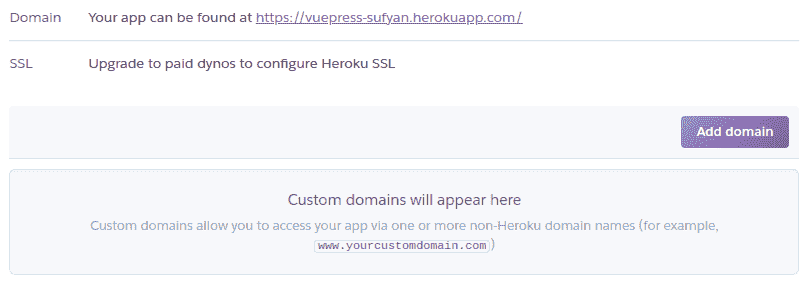 Domain Your app can be found at https://vuepress-sufyan.herokuapp.com/
SSL Upgrade to paid dynos to configure Heroku SSL
Add domain
Custom domains will appear here
Custom domains allow you to access your app via one or more non-Heroku domain names (for example,
www.yourcustomdomain.com)